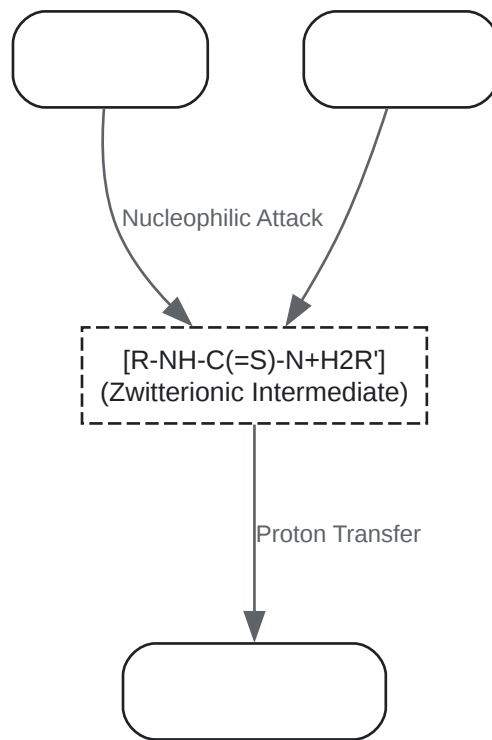 Nucleophilic Attack
[R-NH-C(=S)-N+H2R']
(Zwitterionic Intermediate)
Proton Transfer